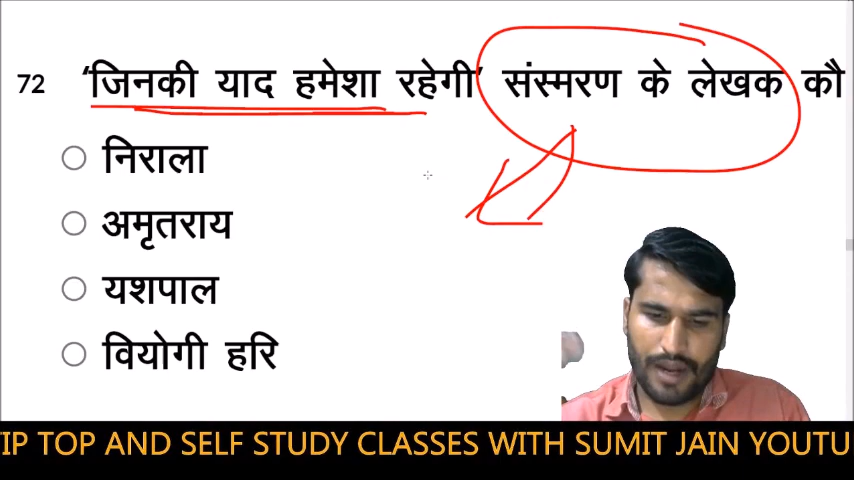 72 'जिनकी याद हमेशा रहेगी' संस्मरण के लेखक कौ
निराला
अमृतराय
यशपाल
वियोगी हरि
IP TOP AND SELF STUDY CLASSES WITH SUMIT JAIN YOUTU